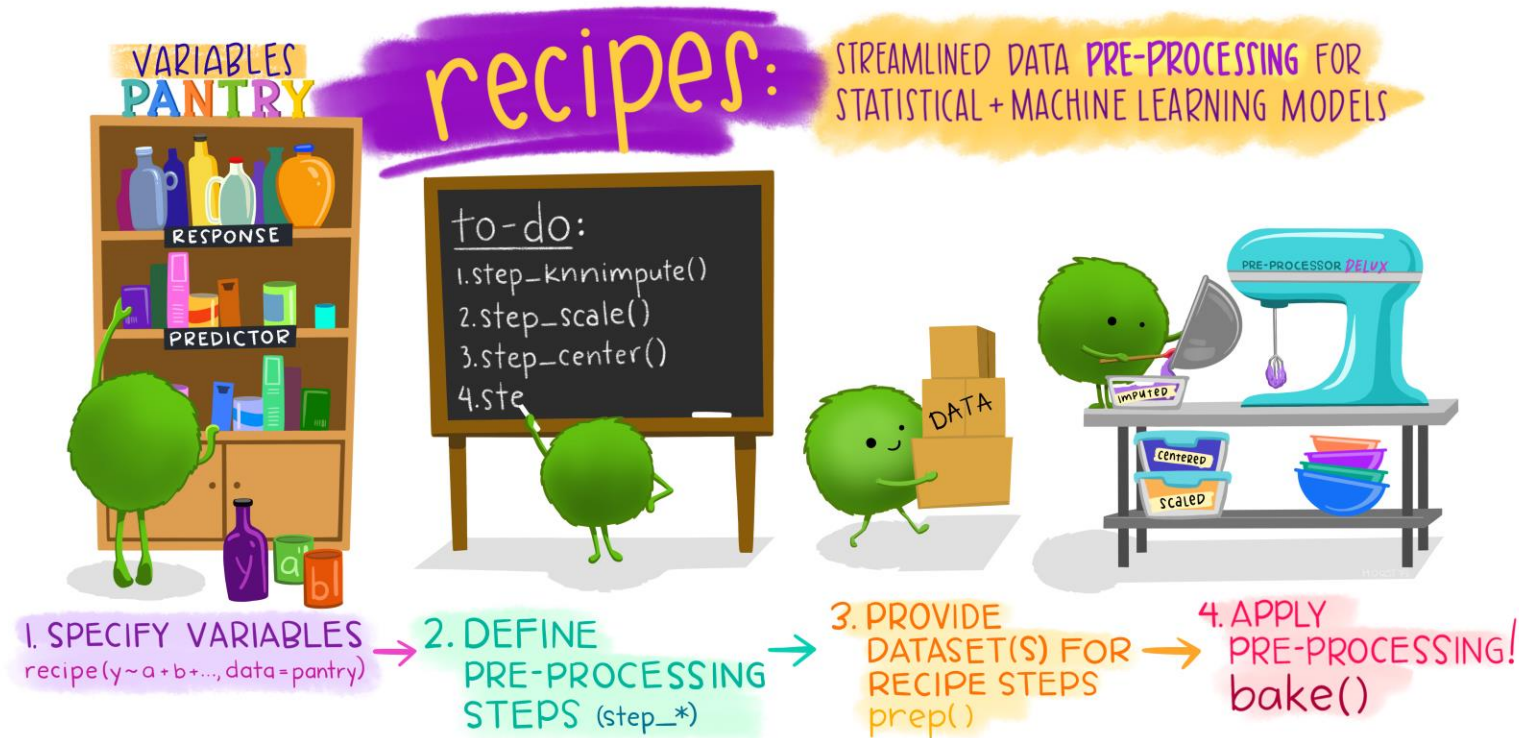 VARIABLES
PANTRY
recipes:
STREAMLINED DATA PRE-PROCESSING FOR
STATISTICAL + MACHINE LEARNING MODELS
RESPONSE
PREDICTOR
y
a
b
to-do:
1. step_knnimpute()
2. step_scale()
3. step_center()
4. ste
DATA
PRE-PROCESSOR DELUX
IMPUTED
CENTERED
SCALED
1. SPECIFY VARIABLES
recipe(y~a+b+..., data=pantry)
2. DEFINE
PRE-PROCESSING
STEPS (step_*)
3. PROVIDE
DATASET(S) FOR
RECIPE STEPS
prep()
4. APPLY
PRE-PROCESSING!
bake()